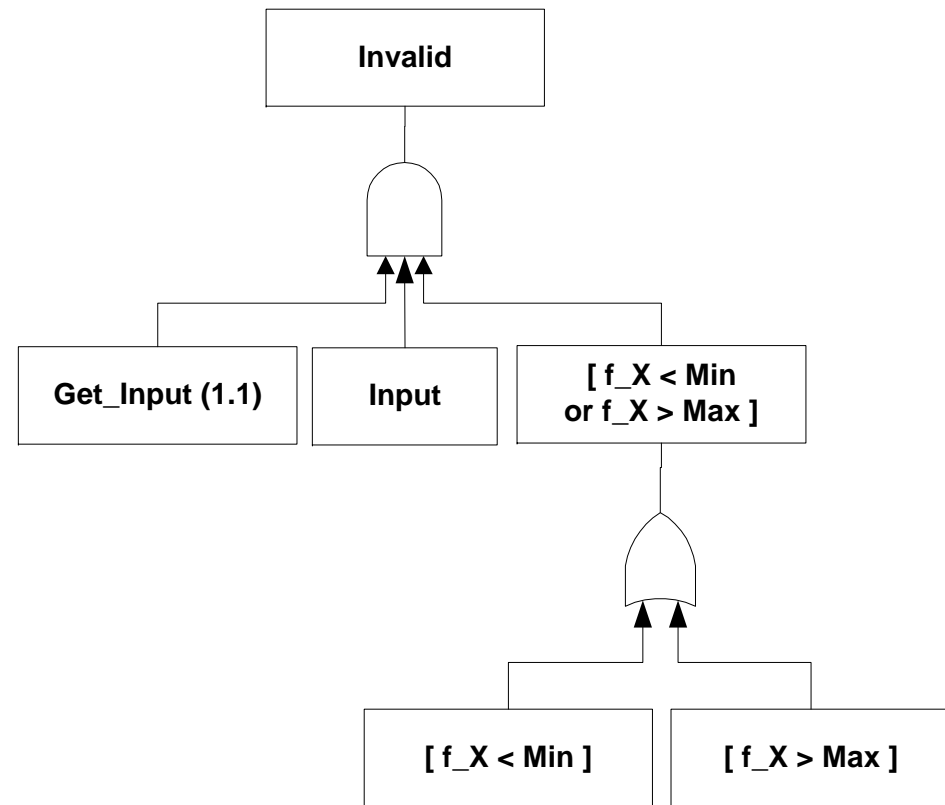 Invalid
Get_Input (1.1)
Input
[ f_X < Min
or f_X > Max ]
[ f_X < Min ]
[ f_X > Max ]